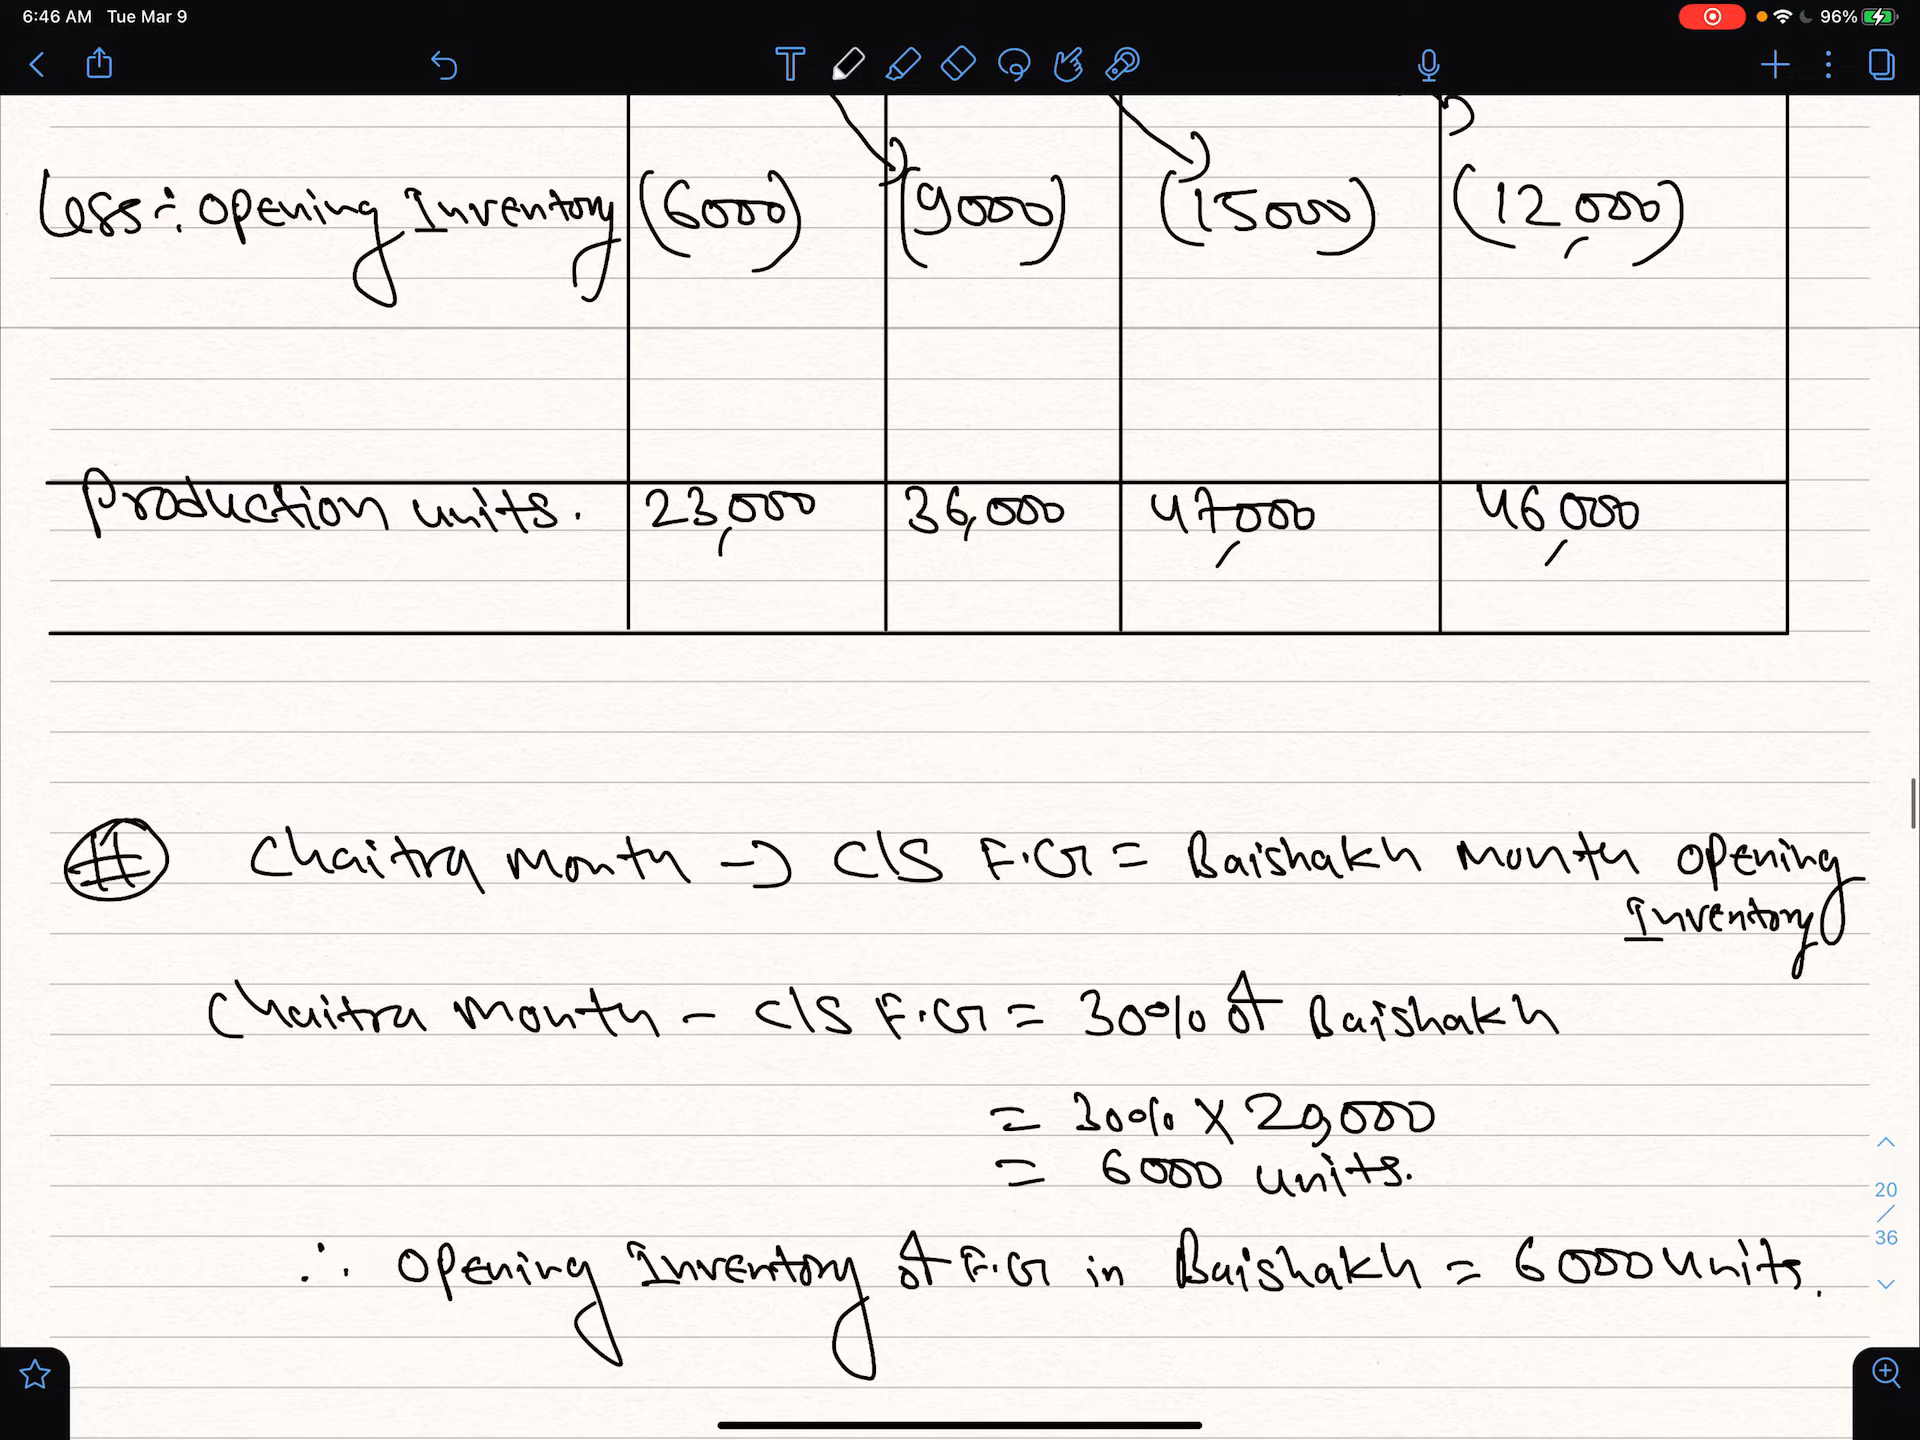 6:46 AM Tue Mar 9 96%
Less:- Opening Inventory (6000) (9000) (15000) (12,000)
Production units. 23,000 36,000 47,000 46,000
# Chaitra Month → C/S F.G = Baishakh Month Opening
Inventory
Chaitra Month - C/S F.G = 30% of Baishakh
= 30% X 20,000
= 6000 units.
∴ Opening Inventory of F.G in Baishakh = 6000 units.
20
/
36